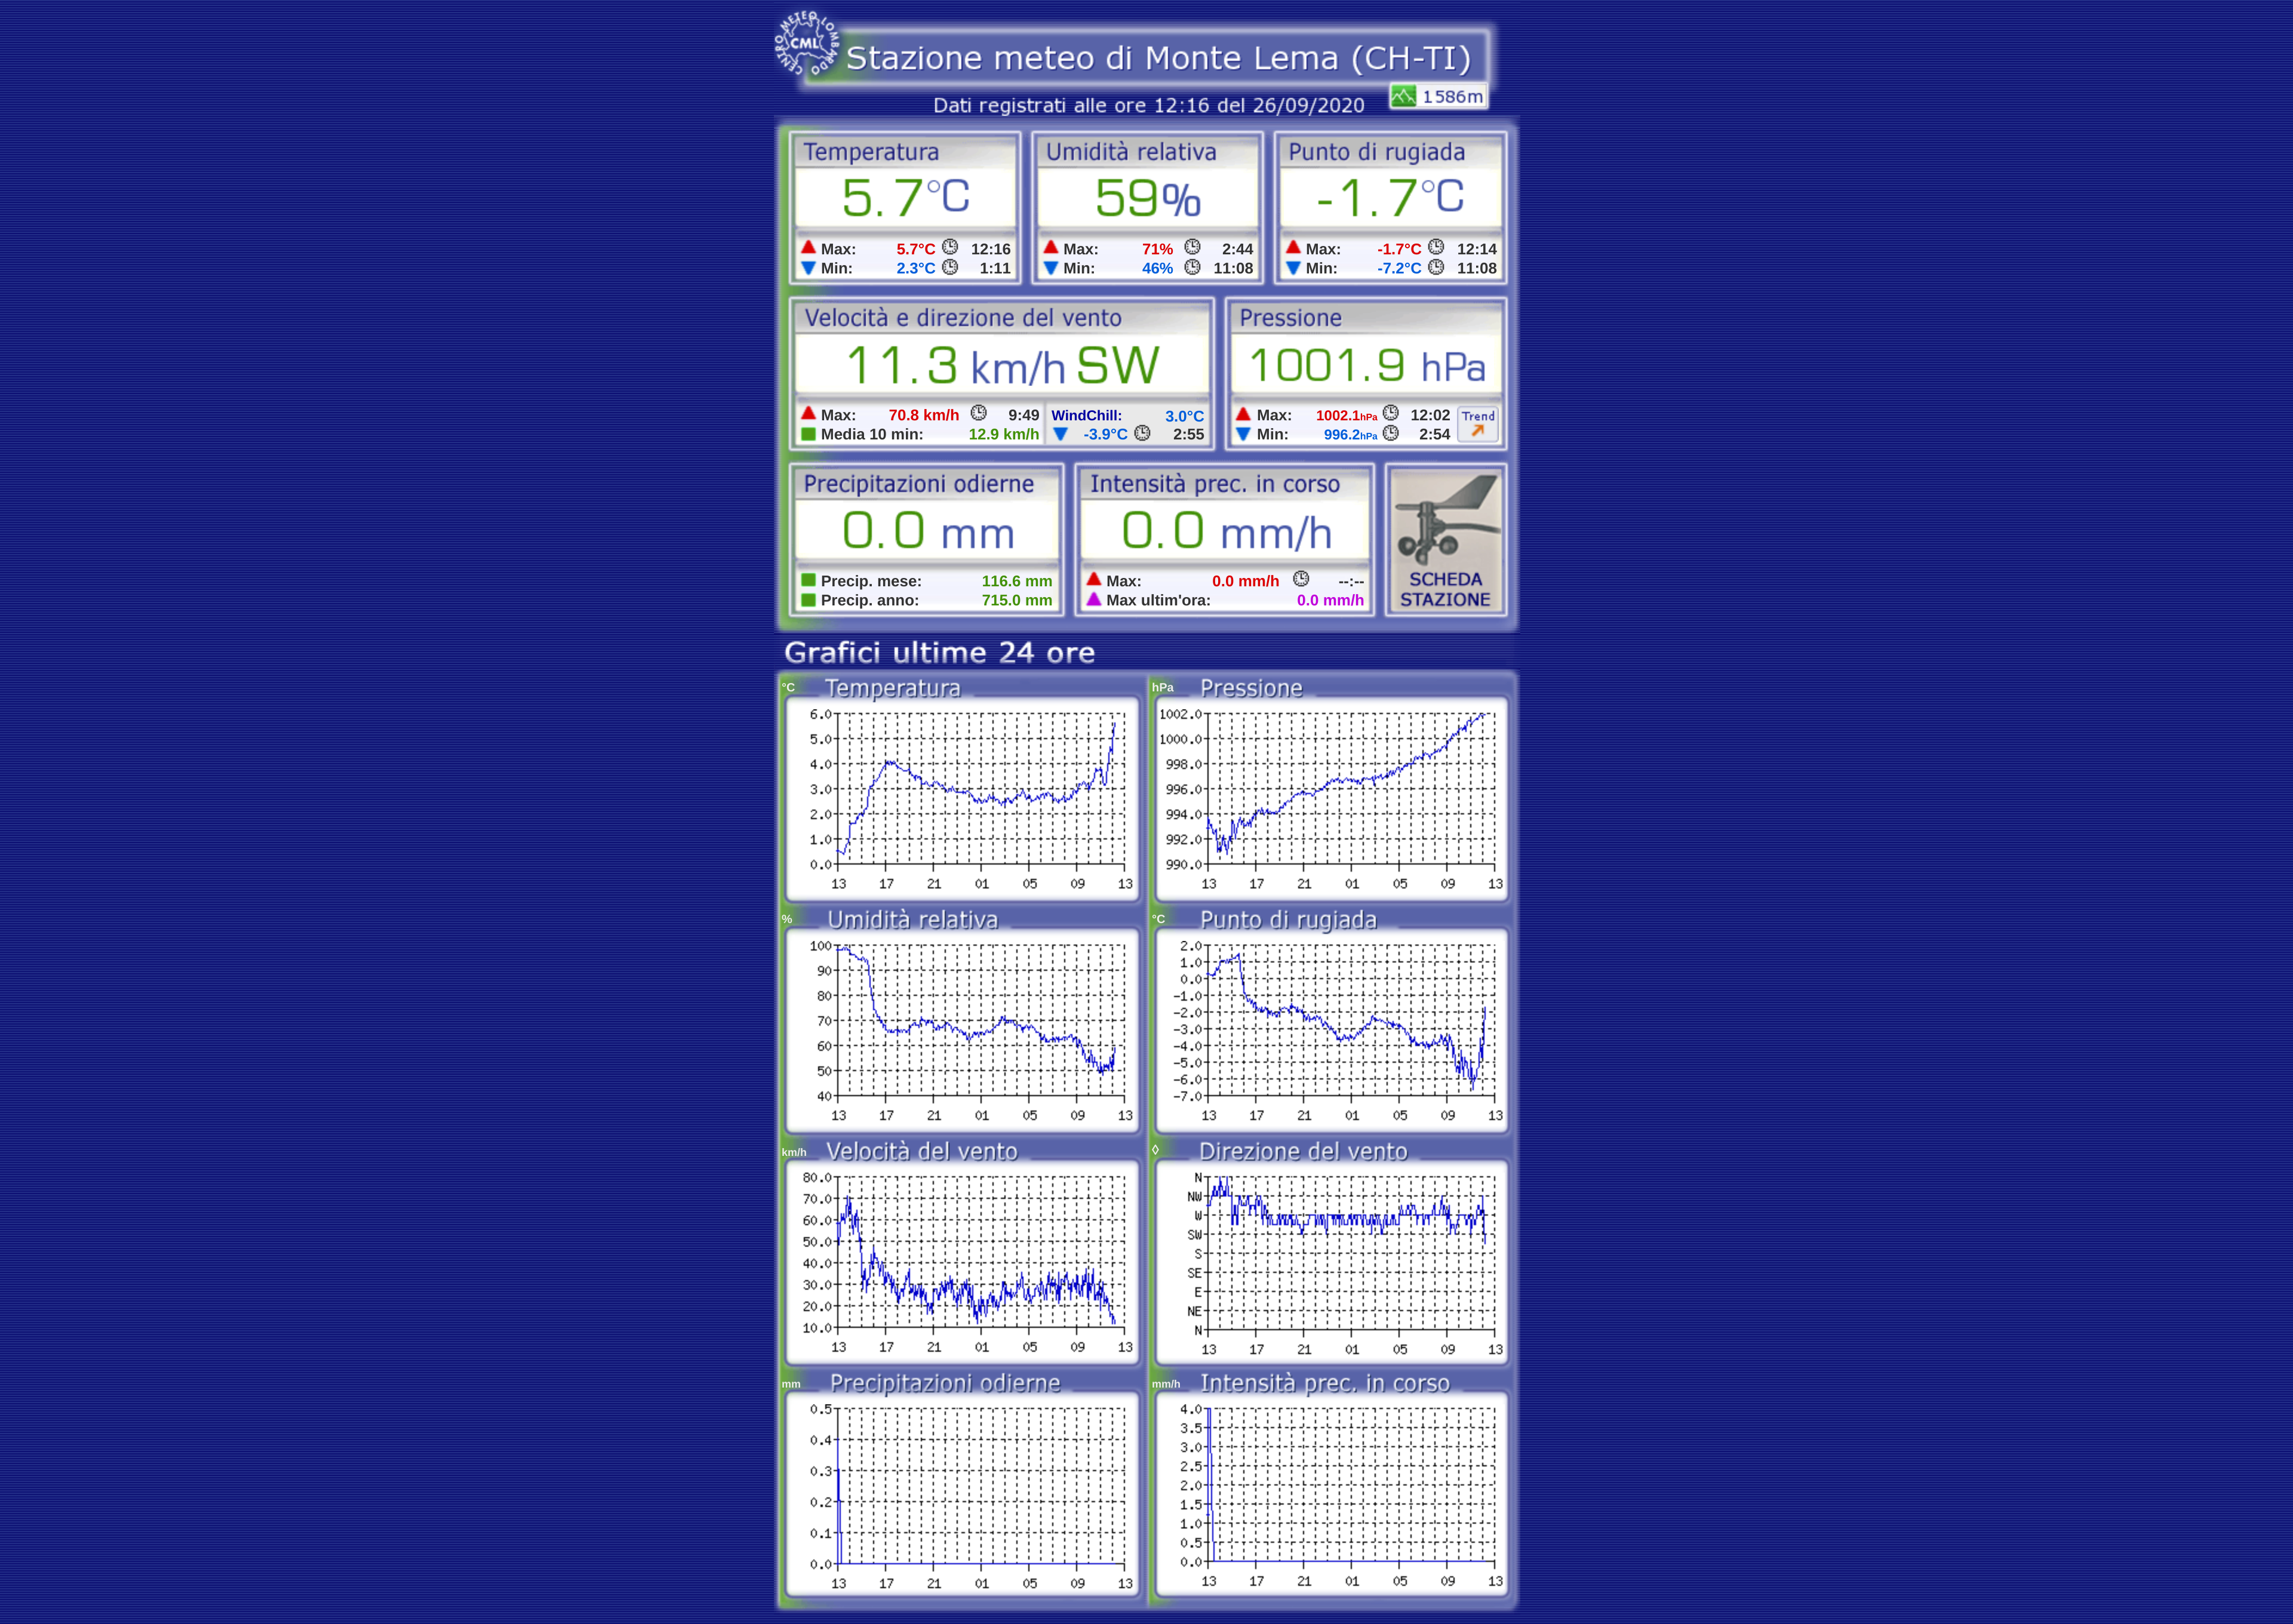 CENTRO METEO LOMBARDO
CML
Stazione meteo di Monte Lema (CH-TI)
1586m
Dati registrati alle ore 12:16 del 26/09/2020
Temperatura Umidità relativa Punto di rugiada
5.7°C 59% -1.7°C
Max: 5.7°C 12:16 Max: 71% 2:44 Max: -1.7°C 12:14
Min: 2.3°C 1:11 Min: 46% 11:08 Min: -7.2°C 11:08
Velocità e direzione del vento Pressione
11.3 km/h SW 1001.9 hPa
Max: 70.8 km/h 9:49 WindChill: 3.0°C Max: 1002.1hPa 12:02 Trend
Media 10 min: 12.9 km/h -3.9°C 2:55 Min: 996.2hPa 2:54
Precipitazioni odierne Intensità prec. in corso
0.0 mm 0.0 mm/h
Precip. mese: 116.6 mm Max: 0.0 mm/h --:-- SCHEDA
Precip. anno: 715.0 mm Max ultim'ora: 0.0 mm/h STAZIONE
Grafici ultime 24 ore
°C Temperatura
6.0
5.0
4.0
3.0
2.0
1.0
0.0
13 17 21 01 05 09 13
hPa Pressione
1002.0
1000.0
998.0
996.0
994.0
992.0
990.0
13 17 21 01 05 09 13
% Umidità relativa
100
90
80
70
60
50
40
13 17 21 01 05 09 13
°C Punto di rugiada
2.0
1.0
0.0
-1.0
-2.0
-3.0
-4.0
-5.0
-6.0
-7.0
13 17 21 01 05 09 13
km/h Velocità del vento
80.0
70.0
60.0
50.0
40.0
30.0
20.0
10.0
13 17 21 01 05 09 13
◊ Direzione del vento
N
NW
W
SW
S
SE
E
NE
N
13 17 21 01 05 09 13
mm Precipitazioni odierne
0.5
0.4
0.3
0.2
0.1
0.0
13 17 21 01 05 09 13
mm/h Intensità prec. in corso
4.0
3.5
3.0
2.5
2.0
1.5
1.0
0.5
0.0
13 17 21 01 05 09 13